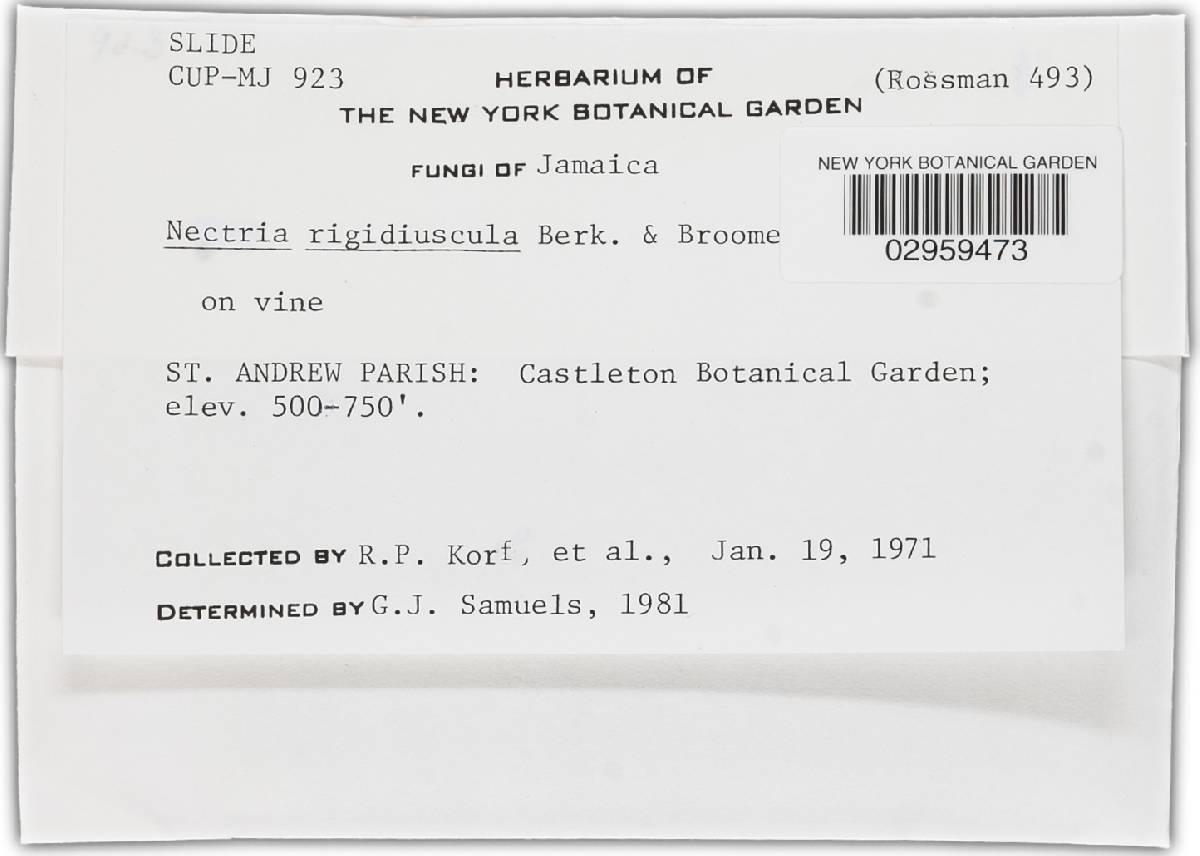 SLIDE
CUP-MJ 923
HERBARIUM OF
(Rossman 493)
THE NEW YORK BOTANICAL GARDEN
FUNGI OF Jamaica
NEW YORK BOTANICAL GARDEN
02959473
Nectria rigidiuscula Berk. & Broome
on vine
ST. ANDREW PARISH: Castleton Botanical Garden;
elev. 500-750'.
COLLECTED BY R.P. Korf, et al., Jan. 19, 1971
DETERMINED BY G.J. Samuels, 1981